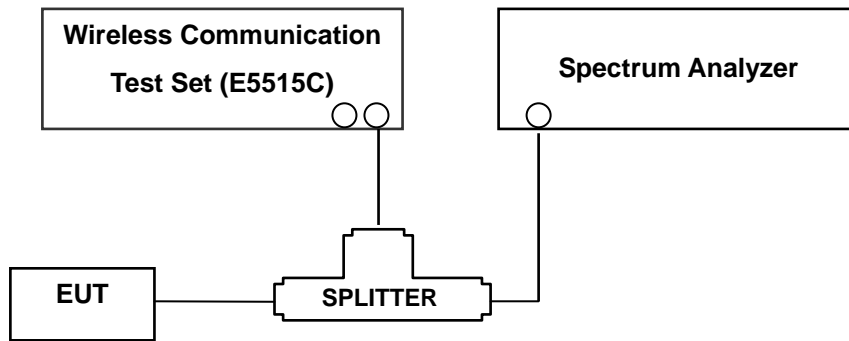 Wireless Communication
Test Set (E5515C)
Spectrum Analyzer
EUT
SPLITTER